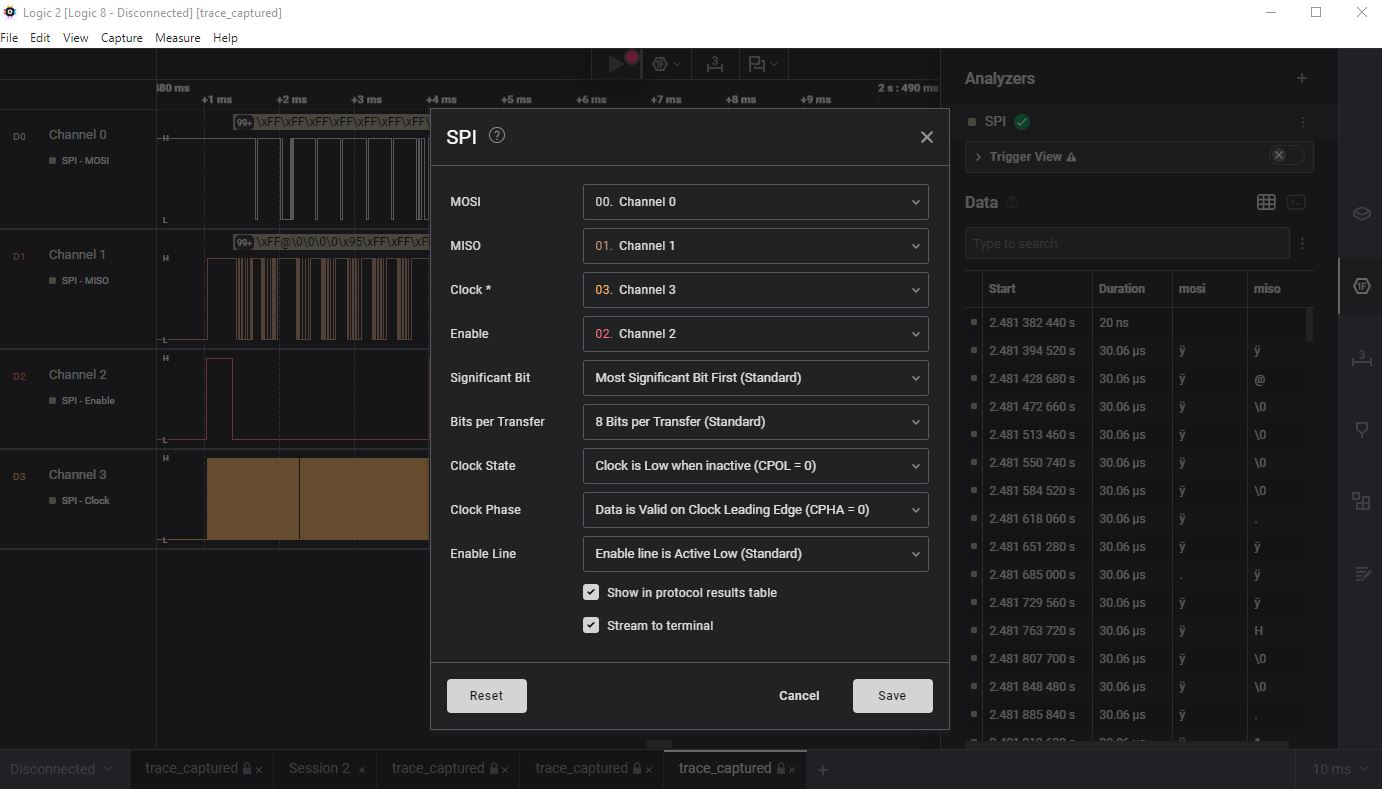 Logic 2 [Logic 8 - Disconnected] [trace_captured]
File Edit View Capture Measure Help
380 ms
+1 ms +2 ms +3 ms +4 ms +5 ms +6 ms +7 ms +8 ms +9 ms
2 s : 490 ms
D0 Channel 0
SPI - MOSI
H
L
99+ \xFF\xFF\xFF\xFF\xFF\xFF\xFF\xFF
D1 Channel 1
SPI - MISO
H
L
99+ \xFF@\0\0\0\0\x95\xFF\xFF\xF
D2 Channel 2
SPI - Enable
H
L
D3 Channel 3
SPI - Clock
H
L
SPI ?
MOSI 00. Channel 0
MISO 01. Channel 1
Clock * 03. Channel 3
Enable 02. Channel 2
Significant Bit Most Significant Bit First (Standard)
Bits per Transfer 8 Bits per Transfer (Standard)
Clock State Clock is Low when inactive (CPOL = 0)
Clock Phase Data is Valid on Clock Leading Edge (CPHA = 0)
Enable Line Enable line is Active Low (Standard)
Show in protocol results table
Stream to terminal
Reset Cancel Save
Analyzers +
SPI
Trigger View
Data ?
Type to search
Start Duration mosi miso
2.481 382 440 s 20 ns
2.481 394 520 s 30.06 µs ÿ ÿ
2.481 428 680 s 30.06 µs ÿ @
2.481 472 660 s 30.06 µs ÿ \0
2.481 513 460 s 30.06 µs ÿ \0
2.481 550 740 s 30.06 µs ÿ \0
2.481 584 520 s 30.06 µs ÿ \0
2.481 618 060 s 30.06 µs ÿ .
2.481 651 280 s 30.06 µs ÿ ÿ
2.481 685 000 s 30.06 µs . ÿ
2.481 729 560 s 30.06 µs ÿ ÿ
2.481 763 720 s 30.06 µs ÿ H
2.481 807 700 s 30.06 µs ÿ \0
2.481 848 480 s 30.06 µs ÿ \0
2.481 885 840 s 30.06 µs ÿ .
Disconnected
trace_captured
Session 2
trace_captured
trace_captured
trace_captured
+
10 ms